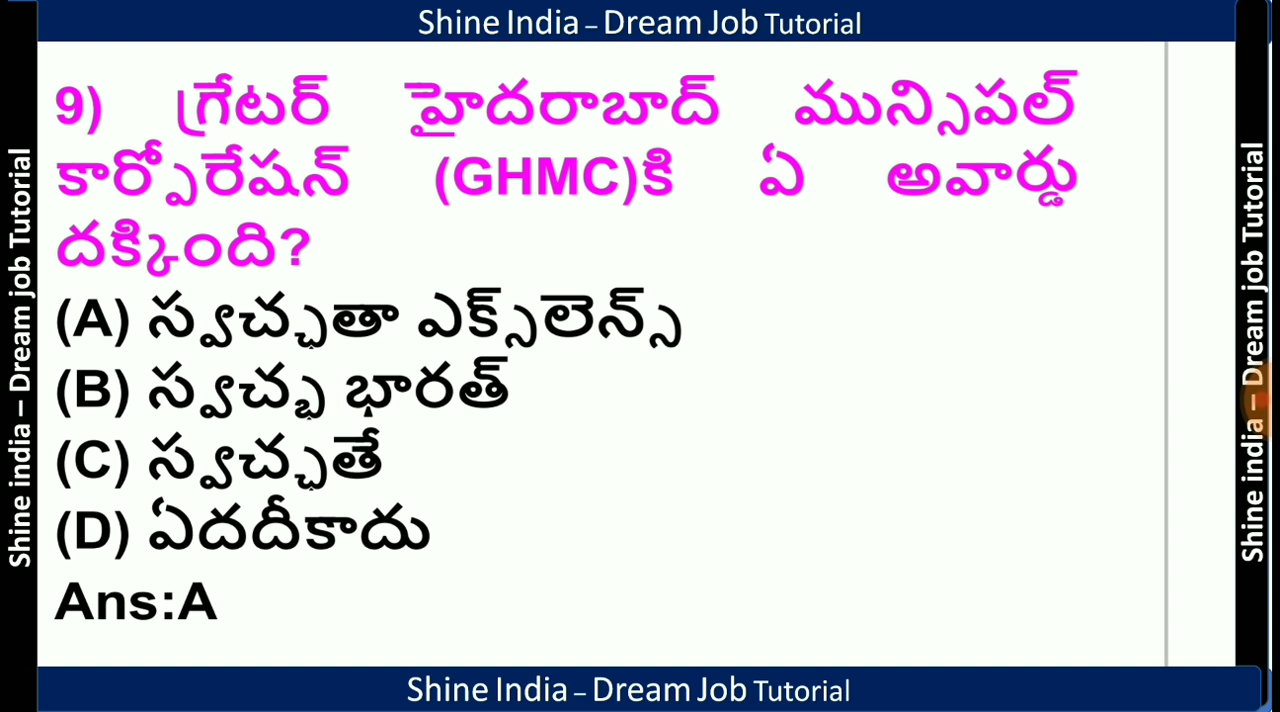 Shine India – Dream Job Tutorial
9) గ్రేటర్ హైదరాబాద్ మున్సిపల్
కార్పోరేషన్ (GHMC)కి ఏ అవార్డు
దక్కింది?
(A) స్వచ్ఛతా ఎక్స్‌లెన్స్
(B) స్వచ్ఛ భారత్
(C) స్వచ్ఛతే
(D) ఏదదీకాదు
Ans:A
Shine India – Dream Job Tutorial
Shine india – Dream job Tutorial
Shine india – Dream job Tutorial